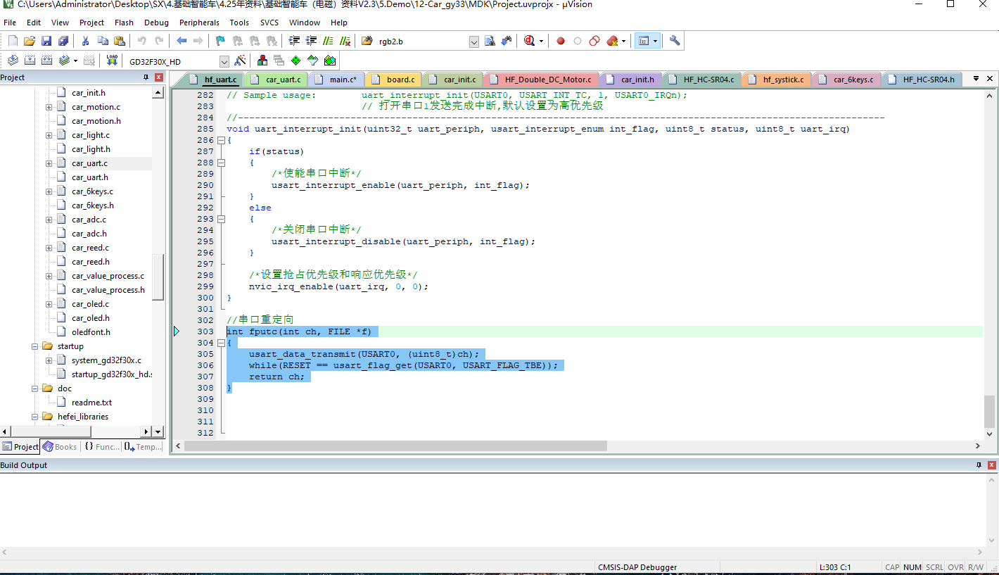 C:\Users\Administrator\Desktop\SX\4.基础智能车\4.25年资料\基础智能车（电磁）资料V2.3\5.Demo\12-Car_gy33\MDK\Project.uvprojx - µVision
File Edit View Project Flash Debug Peripherals Tools SVCS Window Help
rgb2.b
LOAD GD32F30X_HD
Project
hf_uart.c car_uart.c main.c* board.c car_init.c HF_Double_DC_Motor.c car_init.h HF_HC-SR04.c hf_systick.c car_6keys.c HF_HC-SR04.h
car_init.h
car_motion.c
car_motion.h
car_light.c
car_light.h
car_uart.c
car_uart.h
car_6keys.c
car_6keys.h
car_adc.c
car_adc.h
car_reed.c
car_reed.h
car_value_process.c
car_value_process.h
car_oled.c
car_oled.h
oledfont.h
startup
system_gd32f30x.c
startup_gd32f30x_hd.s
doc
readme.txt
hefei_libraries
Project Books {} Func... Temp...
282 // Sample usage: uart_interrupt_init(USART0, USART_INT_TC, 1, USART0_IRQn);
283 // 打开串口1发送完成中断,默认设置为高优先级
284 //-------------------------------------------------------------------------------------------------------------------
285 void uart_interrupt_init(uint32_t uart_periph, usart_interrupt_enum int_flag, uint8_t status, uint8_t uart_irq)
286 {
287 if(status)
288 {
289 /*使能串口中断*/
290 usart_interrupt_enable(uart_periph, int_flag);
291 }
292 else
293 {
294 /*关闭串口中断*/
295 usart_interrupt_disable(uart_periph, int_flag);
296 }
297
298 /*设置抢占优先级和响应优先级*/
299 nvic_irq_enable(uart_irq, 0, 0);
300 }
301
302 //串口重定向
303 int fputc(int ch, FILE *f)
304 {
305 usart_data_transmit(USART0, (uint8_t)ch);
306 while(RESET == usart_flag_get(USART0, USART_FLAG_TBE));
307 return ch;
308 }
309
310
311
312
Build Output
CMSIS-DAP Debugger L:303 C:1 CAP NUM SCRL OVR R/W